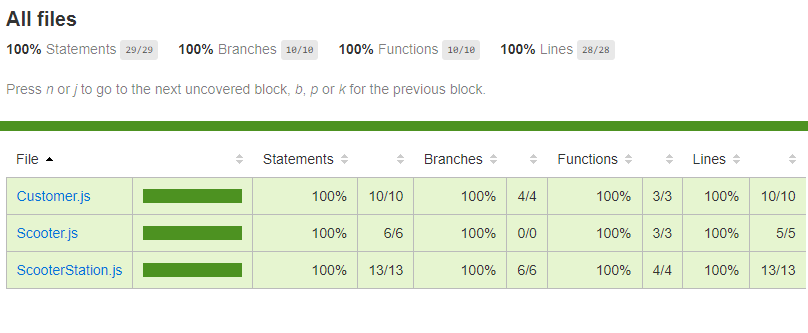 All files
100% Statements 29/29 100% Branches 10/10 100% Functions 10/10 100% Lines 28/28
Press n or j to go to the next uncovered block, b, p or k for the previous block.
File Statements Branches Functions Lines
Customer.js 100% 10/10 100% 4/4 100% 3/3 100% 10/10
Scooter.js 100% 6/6 100% 0/0 100% 3/3 100% 5/5
ScooterStation.js 100% 13/13 100% 6/6 100% 4/4 100% 13/13